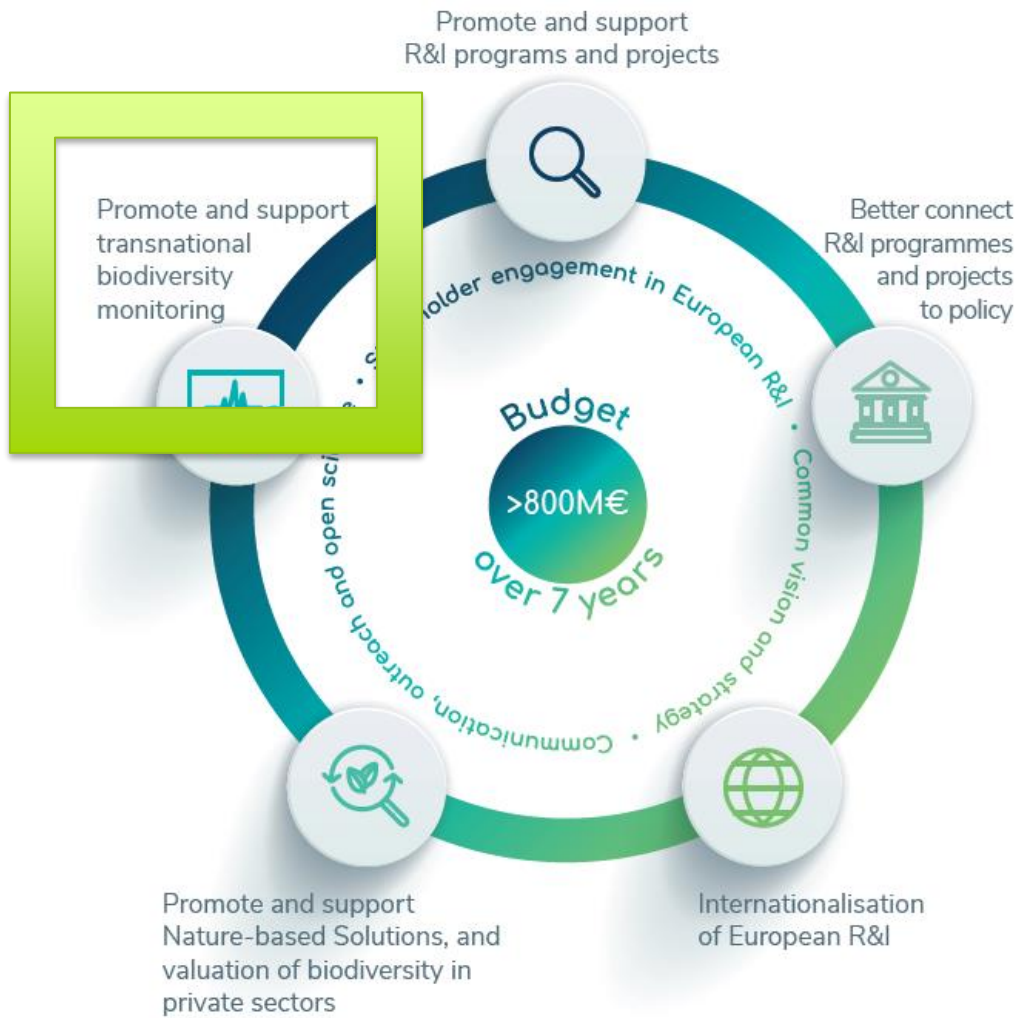 Promote and support
R&I programs and projects
Promote and support
transnational
biodiversity
monitoring
Better connect
R&I programmes
and projects
to policy
holder engagement in European R&I • Common vision and strategy • Communication, outreach and open
Budget
>800M€
over 7 years
Promote and support
Nature-based Solutions, and
valuation of biodiversity in
private sectors
Internationalisation
of European R&I